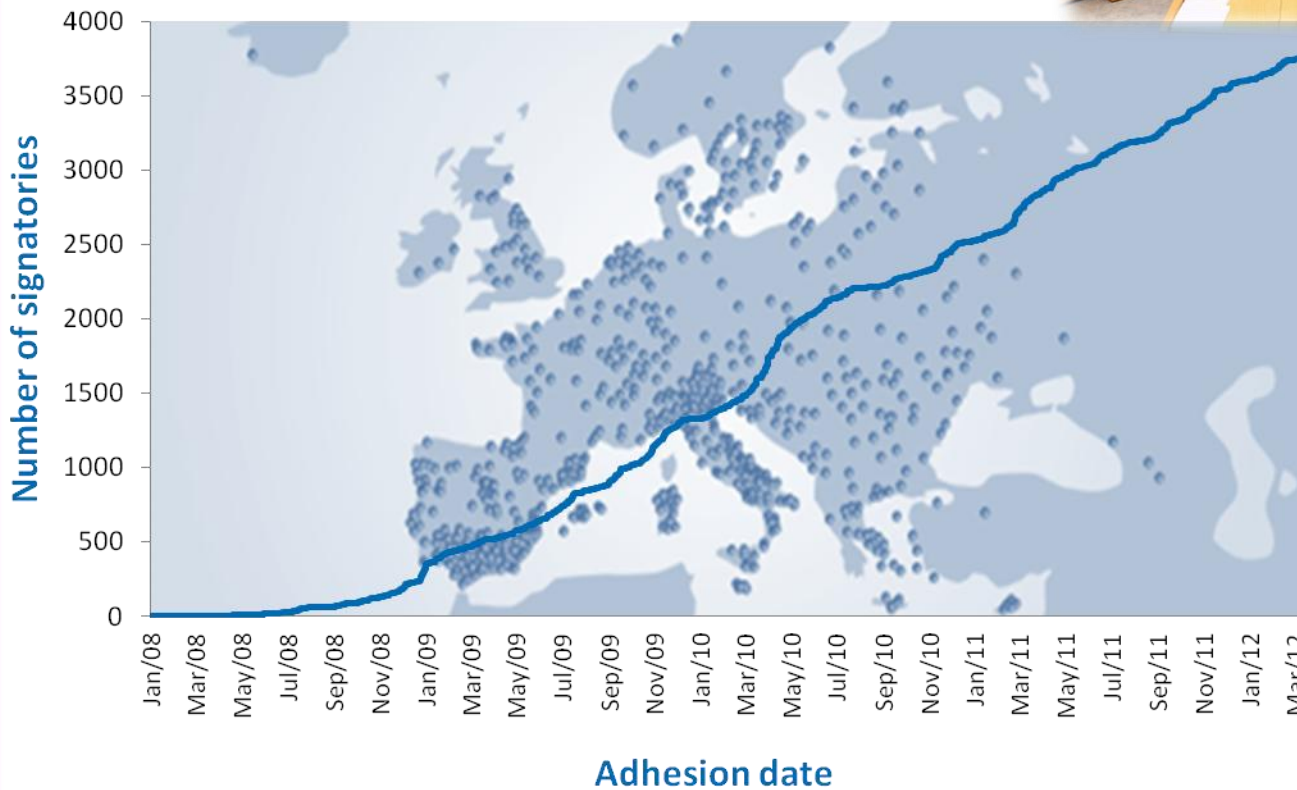 4000
3500
3000
2500
2000
1500
1000
500
0
Number of signatories
Jan/08
Mar/08
May/08
Jul/08
Sep/08
Nov/08
Jan/09
Mar/09
May/09
Jul/09
Sep/09
Nov/09
Jan/10
Mar/10
May/10
Jul/10
Sep/10
Nov/10
Jan/11
Mar/11
May/11
Jul/11
Sep/11
Nov/11
Jan/12
Mar/12
Adhesion date